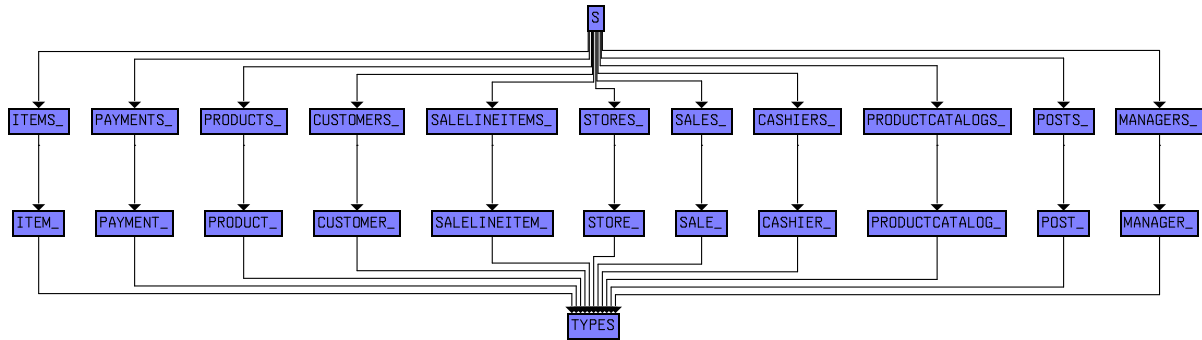 S
ITEMS_ PAYMENTS_ PRODUCTS_ CUSTOMERS_ SALELINEITEMS_ STORES_ SALES_ CASHIERS_ PRODUCTCATALOGS_ POSTS_ MANAGERS_
ITEM_ PAYMENT_ PRODUCT_ CUSTOMER_ SALELINEITEM_ STORE_ SALE_ CASHIER_ PRODUCTCATALOG_ POST_ MANAGER_
TYPES